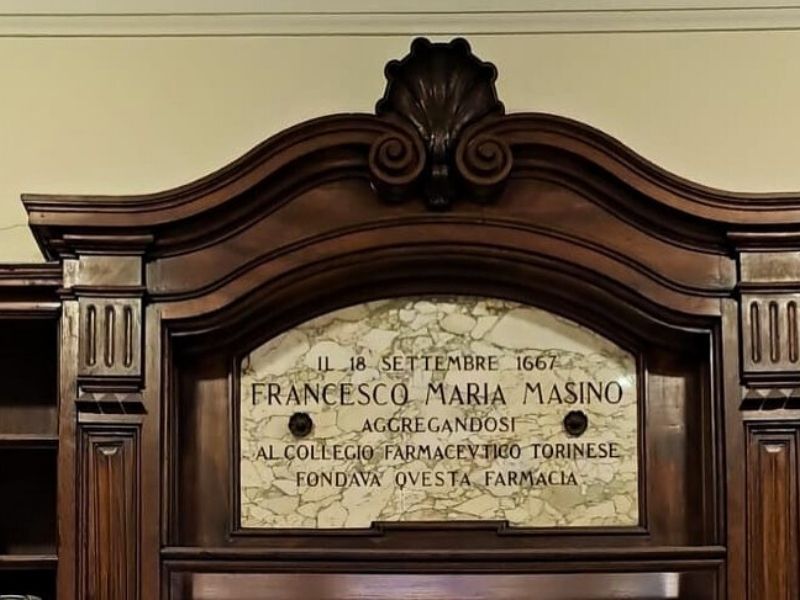 IL 18 SETTEMBRE 1667
FRANCESCO MARIA MASINO
AGGREGANDOSI
AL COLLEGIO FARMACEVTICO TORINESE
FONDAVA QVESTA FARMACIA